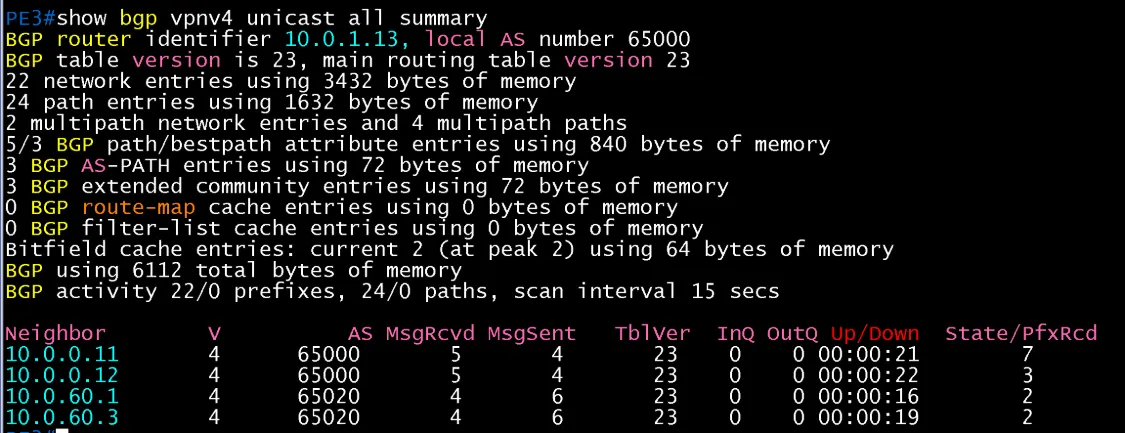 PE3#show bgp vpnv4 unicast all summary
BGP router identifier 10.0.1.13, local AS number 65000
BGP table version is 23, main routing table version 23
22 network entries using 3432 bytes of memory
24 path entries using 1632 bytes of memory
2 multipath network entries and 4 multipath paths
5/3 BGP path/bestpath attribute entries using 840 bytes of memory
3 BGP AS-PATH entries using 72 bytes of memory
3 BGP extended community entries using 72 bytes of memory
0 BGP route-map cache entries using 0 bytes of memory
0 BGP filter-list cache entries using 0 bytes of memory
Bitfield cache entries: current 2 (at peak 2) using 64 bytes of memory
BGP using 6112 total bytes of memory
BGP activity 22/0 prefixes, 24/0 paths, scan interval 15 secs
Neighbor V AS MsgRcvd MsgSent TblVer InQ OutQ Up/Down State/PfxRcd
10.0.0.11 4 65000 5 4 23 0 0 00:00:21 7
10.0.0.12 4 65000 5 4 23 0 0 00:00:22 3
10.0.60.1 4 65020 4 6 23 0 0 00:00:16 2
10.0.60.3 4 65020 4 6 23 0 0 00:00:19 2
PE3#